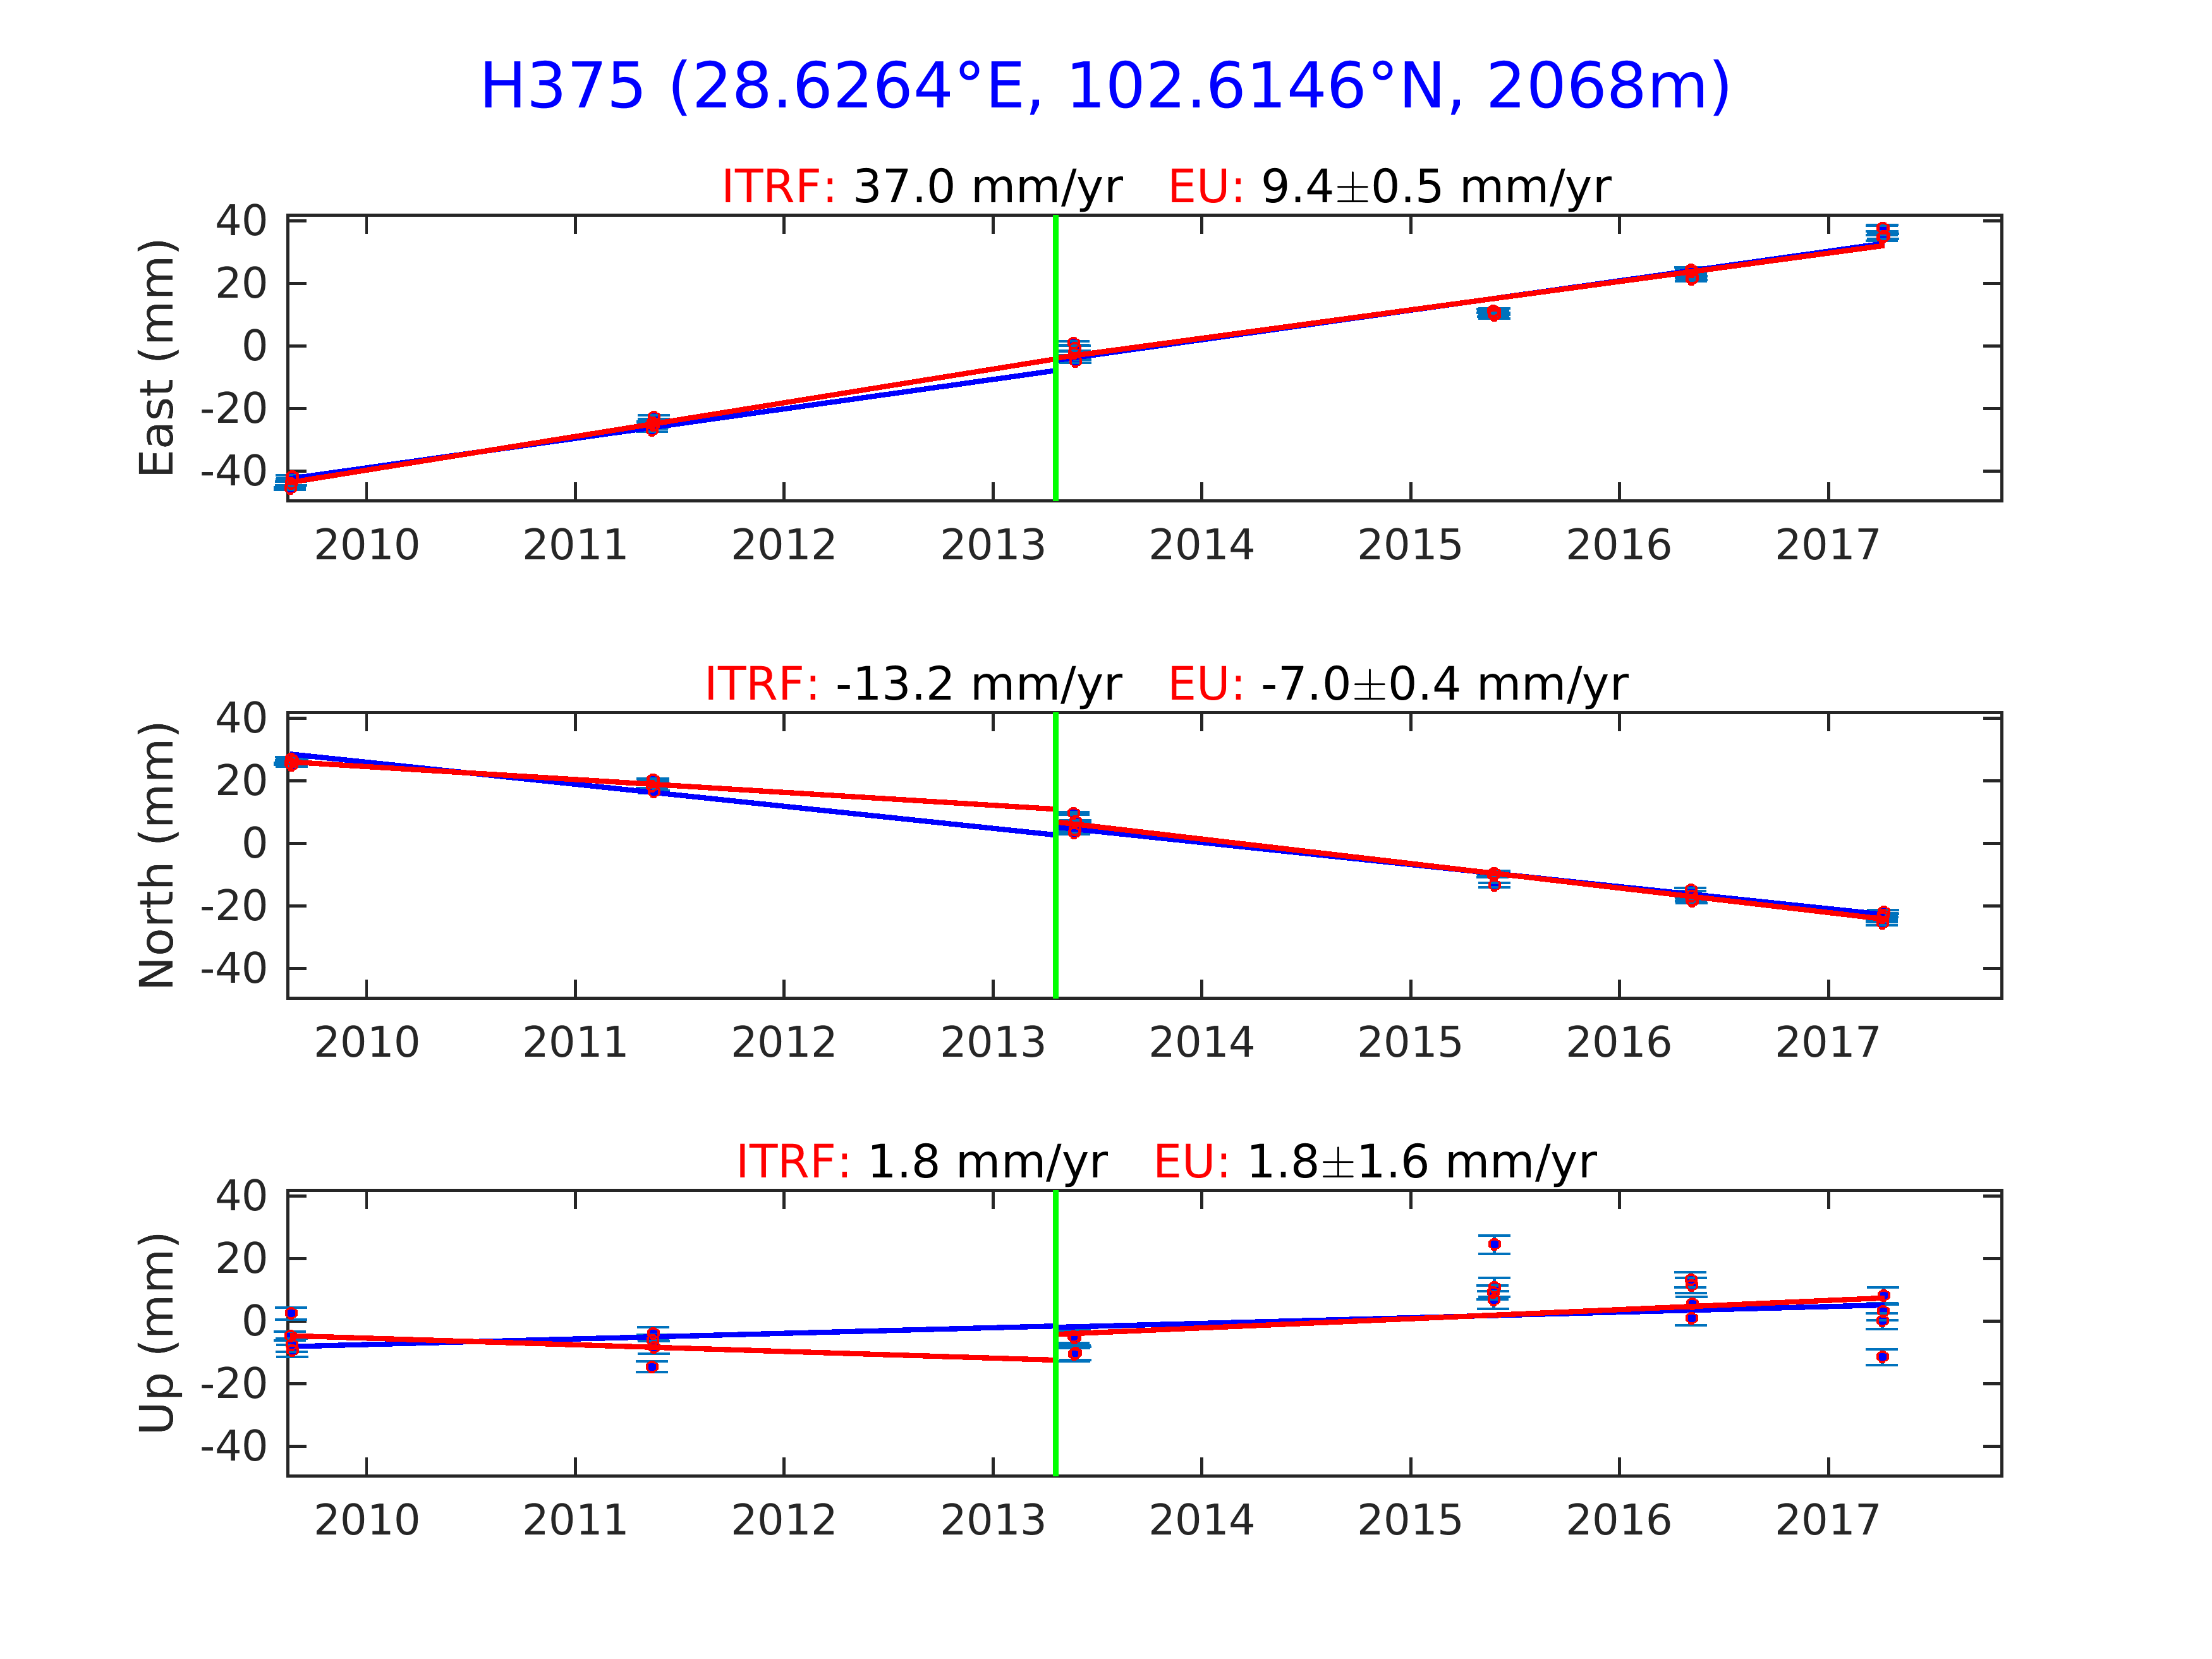 H375 (28.6264°E, 102.6146°N, 2068m)
ITRF: 37.0 mm/yr EU: 9.4±0.5 mm/yr
East (mm)
40
20
0
-20
-40
2010 2011 2012 2013 2014 2015 2016 2017
ITRF: -13.2 mm/yr EU: -7.0±0.4 mm/yr
North (mm)
40
20
0
-20
-40
2010 2011 2012 2013 2014 2015 2016 2017
ITRF: 1.8 mm/yr EU: 1.8±1.6 mm/yr
Up (mm)
40
20
0
-20
-40
2010 2011 2012 2013 2014 2015 2016 2017